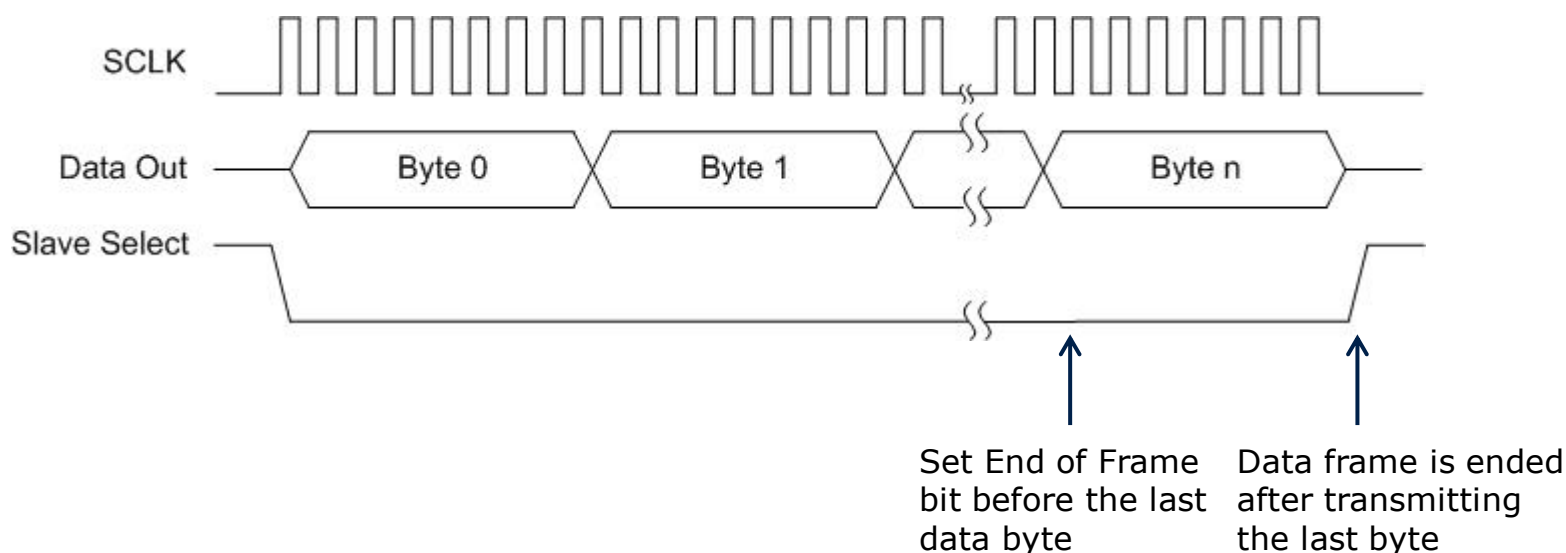 SCLK
Data Out
Byte 0
Byte 1
Byte n
Slave Select
Set End of Frame
bit before the last
data byte
Data frame is ended
after transmitting
the last byte